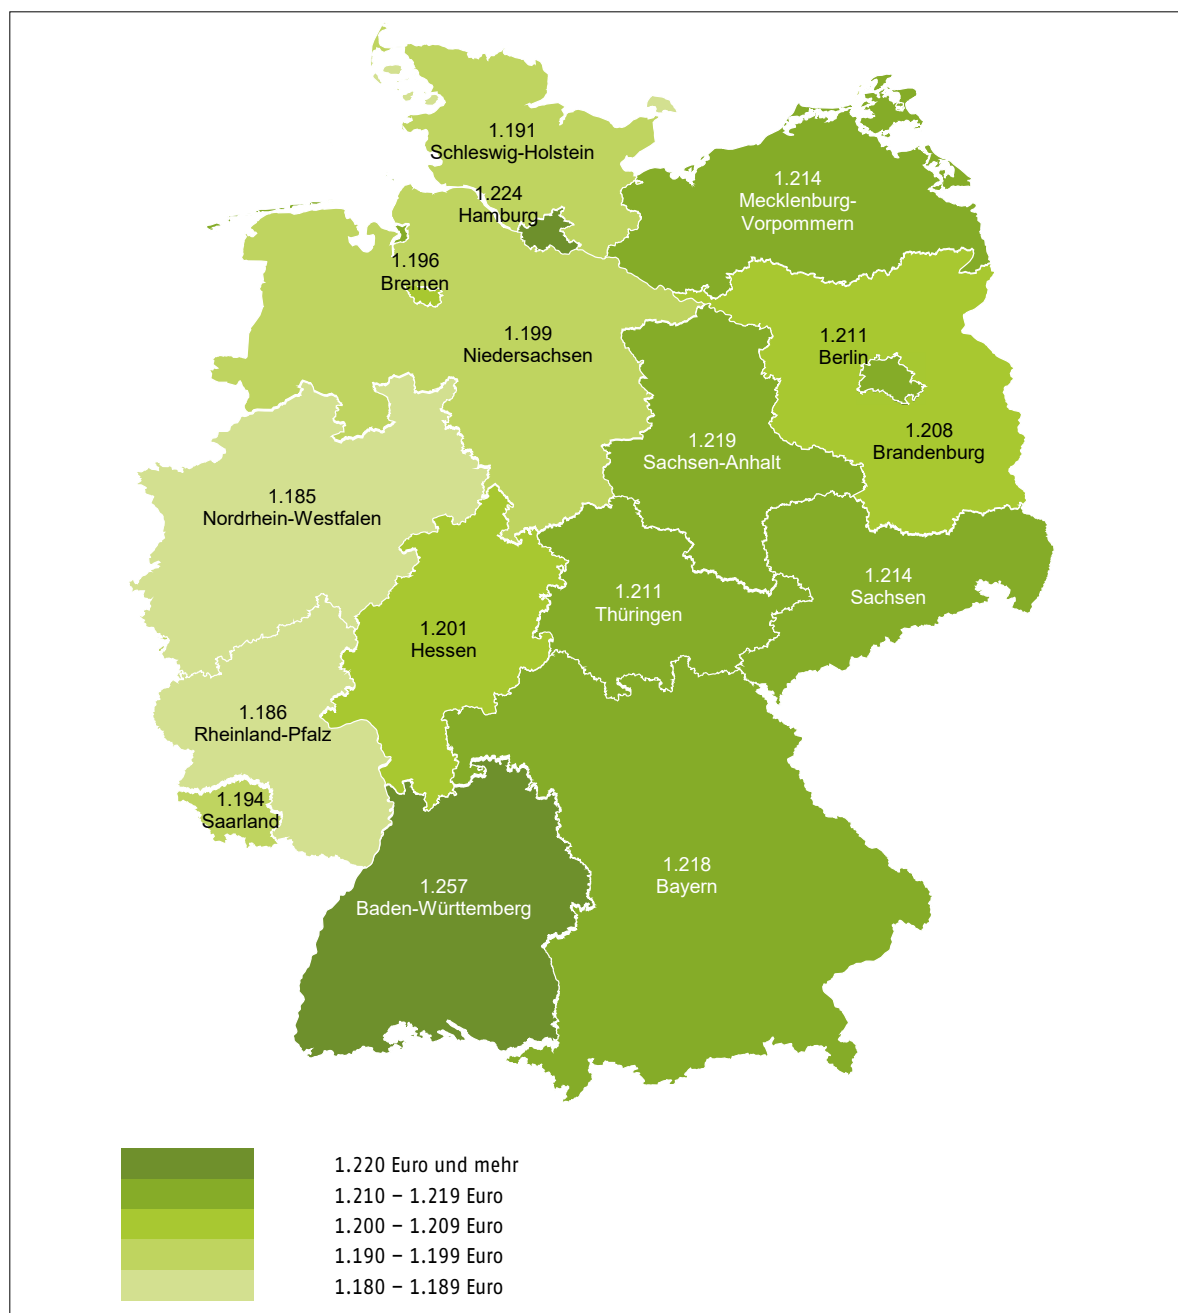 1.191
Schleswig-Holstein
1.224
Hamburg
1.214
Mecklenburg-
Vorpommern
1.196
Bremen
1.199
Niedersachsen
1.211
Berlin
1.208
Brandenburg
1.219
Sachsen-Anhalt
1.185
Nordrhein-Westfalen
1.211
Thüringen
1.214
Sachsen
1.201
Hessen
1.186
Rheinland-Pfalz
1.194
Saarland
1.218
Bayern
1.257
Baden-Württemberg
1.220 Euro und mehr
1.210 – 1.219 Euro
1.200 – 1.209 Euro
1.190 – 1.199 Euro
1.180 – 1.189 Euro